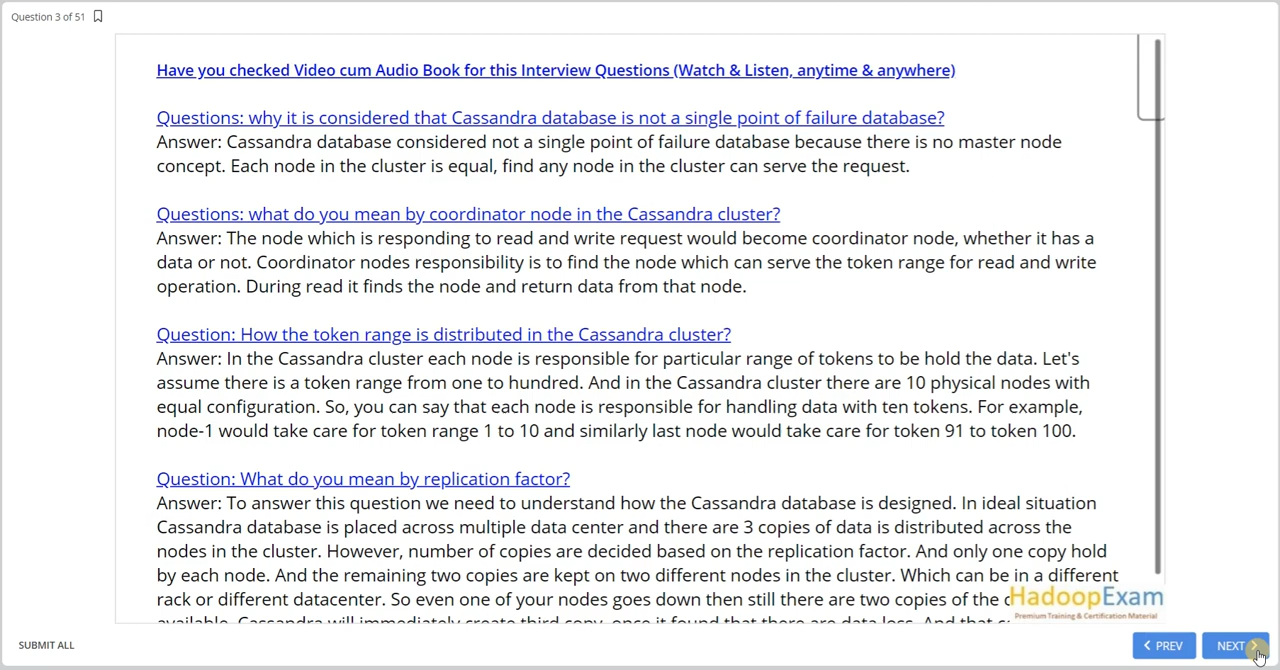 Question 3 of 51
Have you checked Video cum Audio Book for this Interview Questions (Watch & Listen, anytime & anywhere)
Questions: why it is considered that Cassandra database is not a single point of failure database?
Answer: Cassandra database considered not a single point of failure database because there is no master node
concept. Each node in the cluster is equal, find any node in the cluster can serve the request.
Questions: what do you mean by coordinator node in the Cassandra cluster?
Answer: The node which is responding to read and write request would become coordinator node, whether it has a
data or not. Coordinator nodes responsibility is to find the node which can serve the token range for read and write
operation. During read it finds the node and return data from that node.
Question: How the token range is distributed in the Cassandra cluster?
Answer: In the Cassandra cluster each node is responsible for particular range of tokens to be hold the data. Let's
assume there is a token range from one to hundred. And in the Cassandra cluster there are 10 physical nodes with
equal configuration. So, you can say that each node is responsible for handling data with ten tokens. For example,
node-1 would take care for token range 1 to 10 and similarly last node would take care for token 91 to token 100.
Question: What do you mean by replication factor?
Answer: To answer this question we need to understand how the Cassandra database is designed. In ideal situation
Cassandra database is placed across multiple data center and there are 3 copies of data is distributed across the
nodes in the cluster. However, number of copies are decided based on the replication factor. And only one copy hold
by each node. And the remaining two copies are kept on two different nodes in the cluster. Which can be in a different
rack or different datacenter. So even one of your nodes goes down then still there are two copies of the
available. Cassandra will immediately create third copy, once it found that there are data loss. And that
HadoopExam
Premium Training & Certification Material
SUBMIT ALL
PREV
NEXT